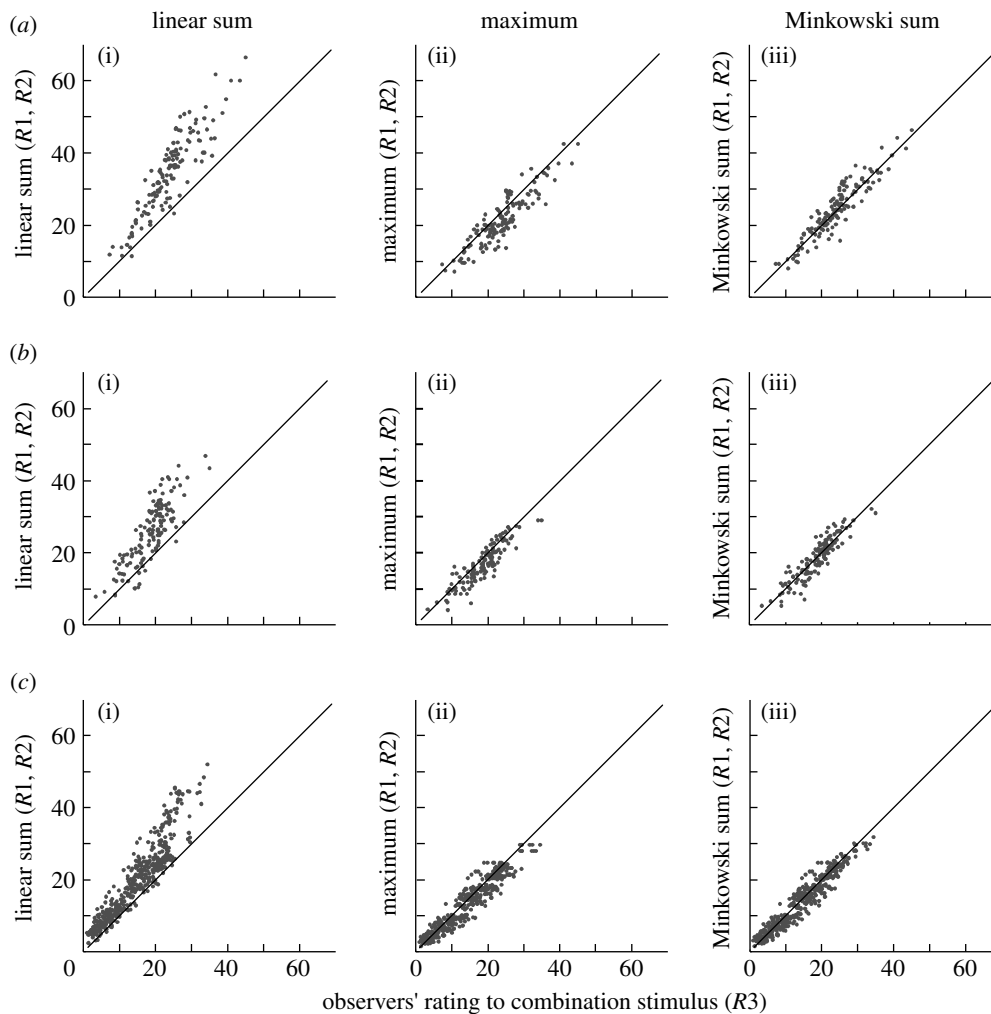 (a) linear sum maximum Minkowski sum
(i) (ii) (iii)
linear sum (R1, R2)
60
40
20
0
maximum (R1, R2)
Minkowski sum (R1, R2)
(b)
(i) (ii) (iii)
linear sum (R1, R2)
60
40
20
0
maximum (R1, R2)
Minkowski sum (R1, R2)
(c)
(i) (ii) (iii)
linear sum (R1, R2)
60
40
20
maximum (R1, R2)
Minkowski sum (R1, R2)
0 20 40 60 0 20 40 60 0 20 40 60
observers' rating to combination stimulus (R3)